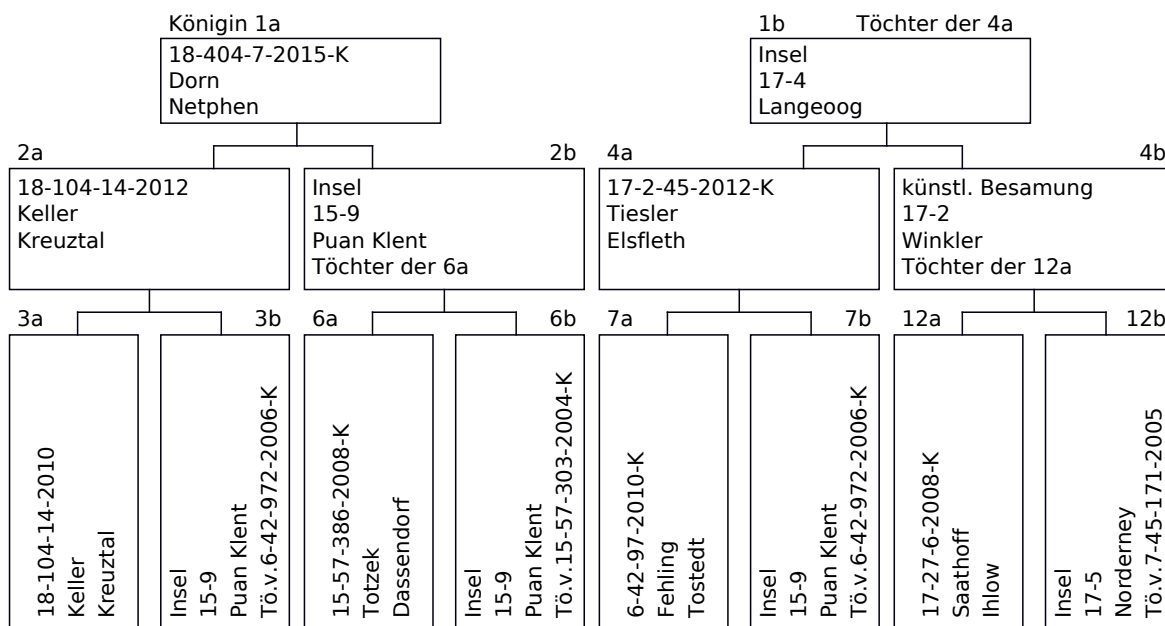 Königin 1a
18-404-7-2015-K
Dorn
Netphen
1b Töchter der 4a
Insel
17-4
Langeoog
2a
18-104-14-2012
Keller
Kreuztal
2b
Insel
15-9
Puan Klent
Töchter der 6a
4a
17-2-45-2012-K
Tiesler
Elsfleth
4b
künstl. Besamung
17-2
Winkler
Töchter der 12a
3a
18-104-14-2010
Keller
Kreuztal
3b
Insel
15-9
Puan Klent
Tö.v.6-42-972-2006-K
6a
15-57-386-2008-K
Totzek
Dassendorf
6b
Insel
15-9
Puan Klent
Tö.v.15-57-303-2004-K
7a
6-42-97-2010-K
Fehling
Tostedt
7b
Insel
15-9
Puan Klent
Tö.v.6-42-972-2006-K
12a
17-27-6-2008-K
Saathoff
Ihlow
12b
Insel
17-5
Norderney
Tö.v.7-45-171-2005